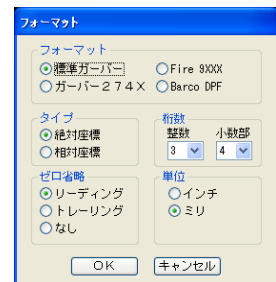 フォーマット
フォーマット
標準ガーバー Fire 9XXX
ガーバー２７４Ｘ Barco DPF
タイプ 桁数
絶対座標 整数 小数部
相対座標 3 4
ゼロ省略 単位
リーディング インチ
トレーリング ミリ
なし
ＯＫ キャンセル